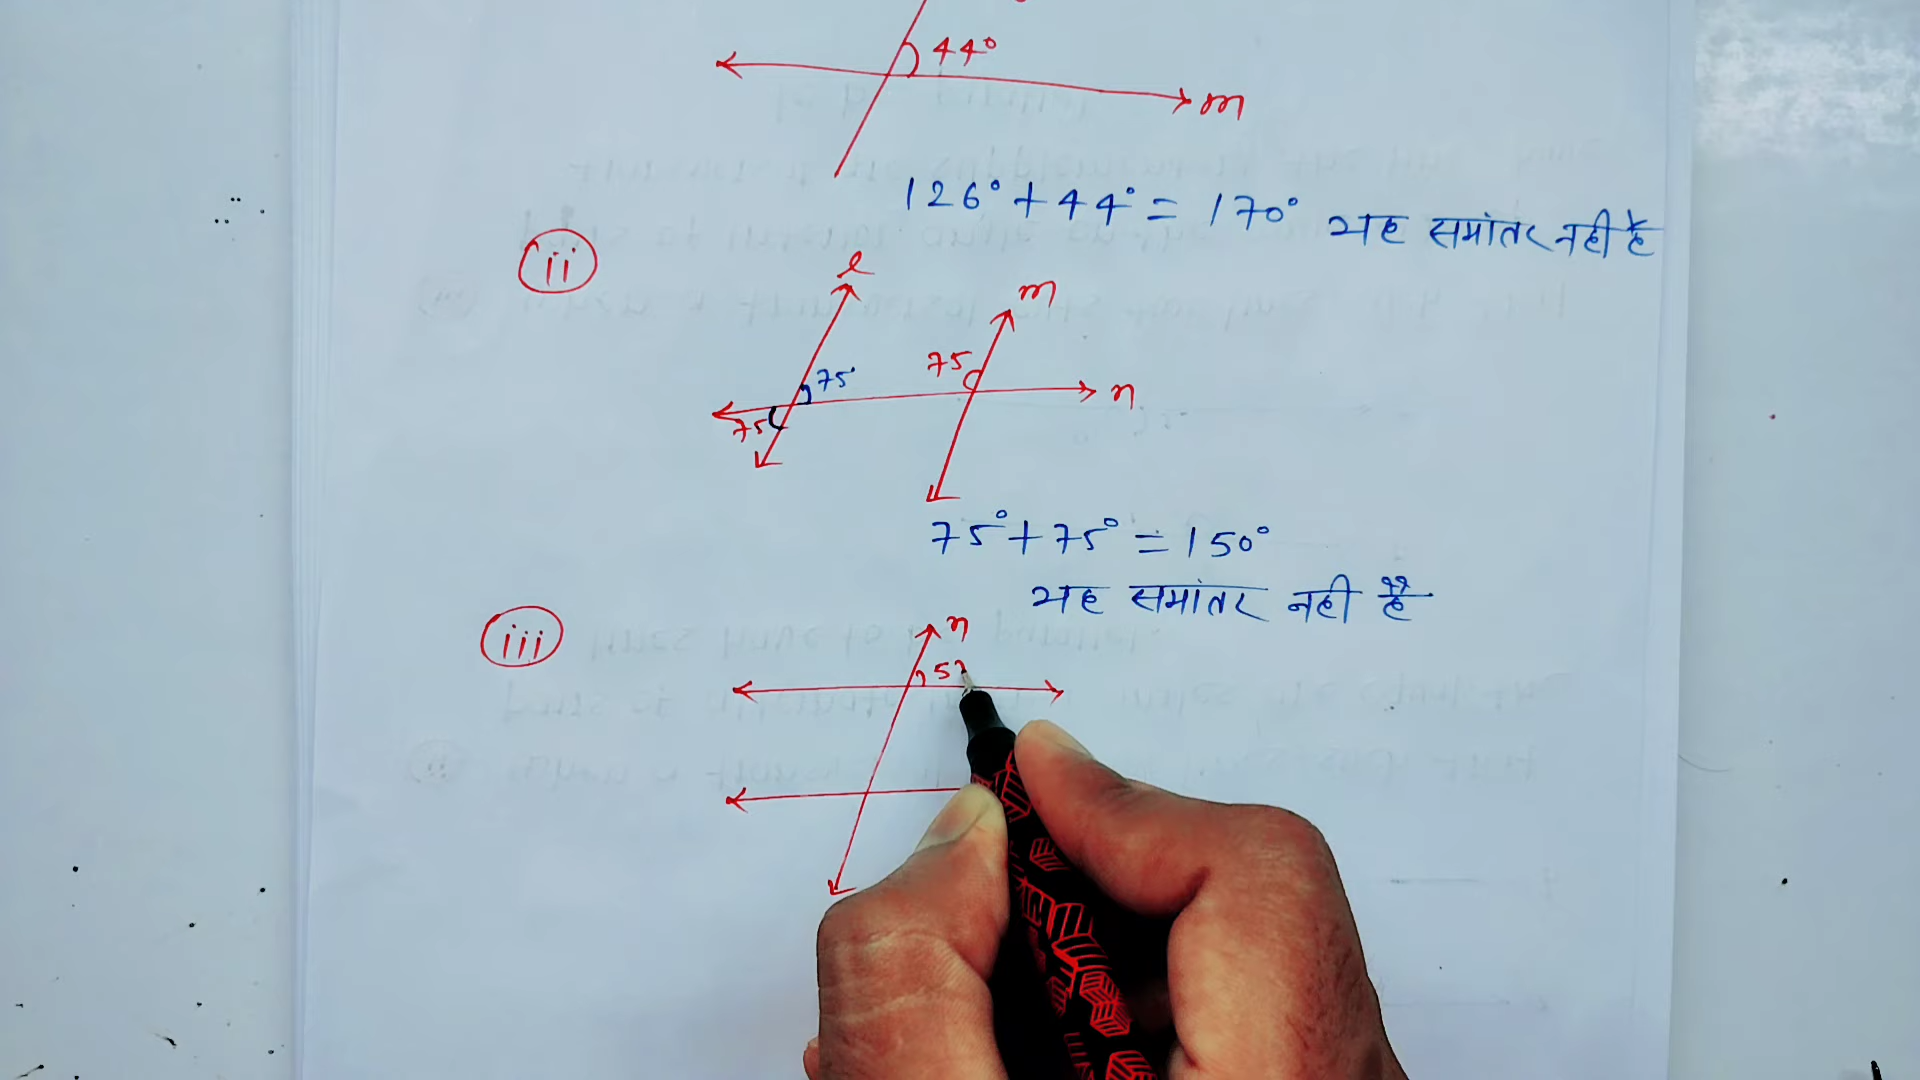 44°
m
126° + 44° = 170° यह समांतर नही है
ii
l
m
75
75°
n
75
75° + 75° = 150°
यह समांतर नही है
iii
n